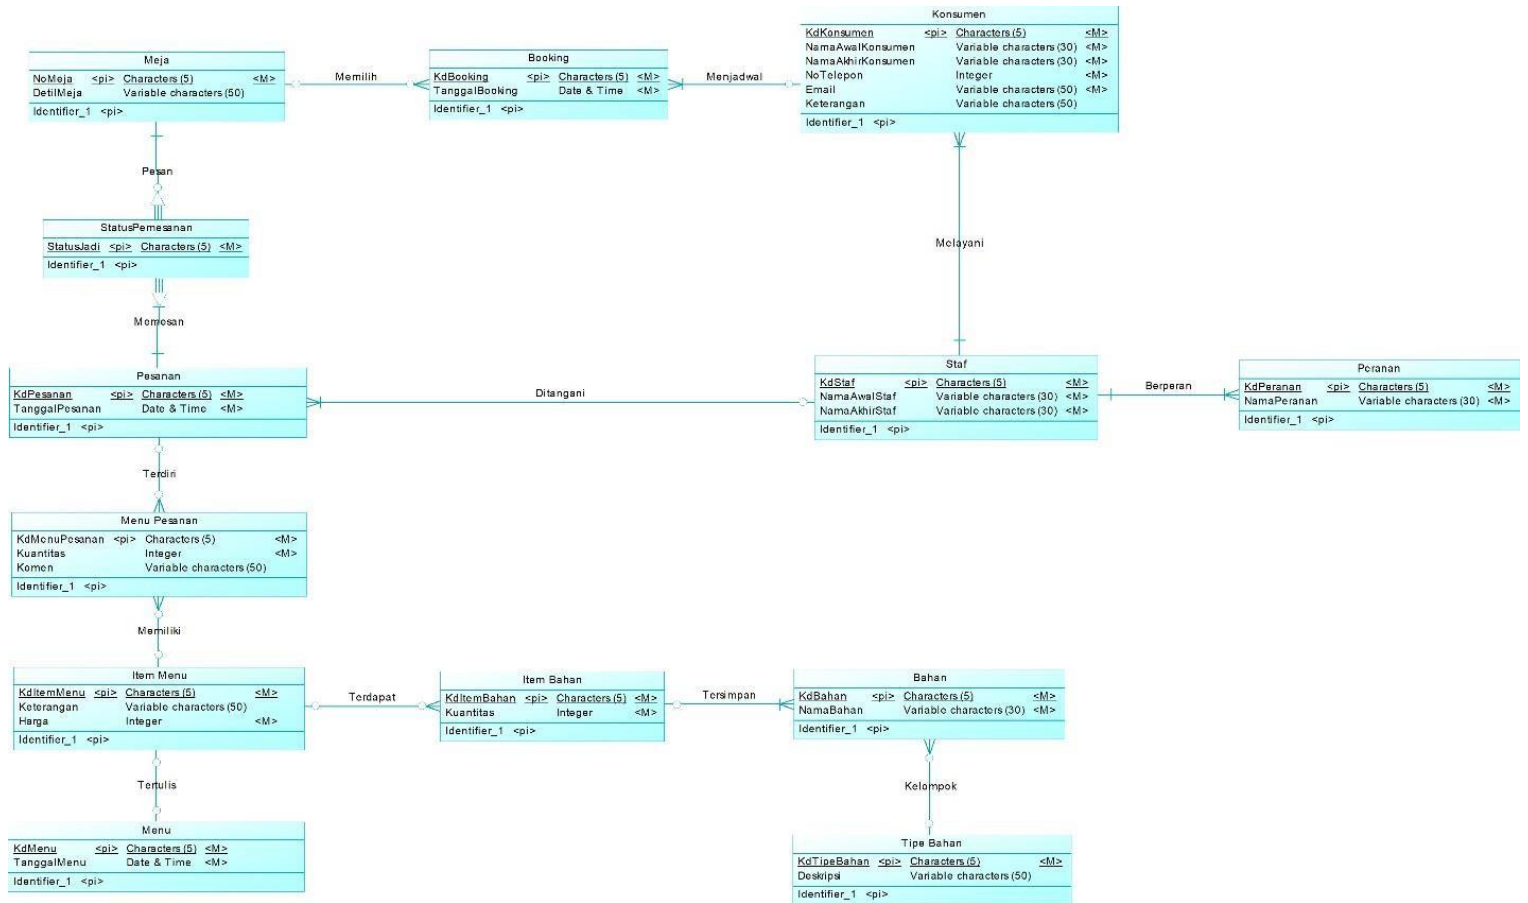 Konsumen
KdKonsumen <pi> Characters (5) <M>
NamaAwalKonsumen Variable characters (30) <M>
NamaAkhirKonsumen Variable characters (30) <M>
NoTelepon Integer <M>
Email Variable characters (50) <M>
Keterangan Variable characters (50)
Identifier_1 <pi>
Meja
NoMeja <pi> Characters (5) <M>
DetilMeja Variable characters (50)
Identifier_1 <pi>
Memilih
Booking
KdBooking <pi> Characters (5) <M>
TanggalBooking Date & Time <M>
Identifier_1 <pi>
Menjadwal
Pesan
StatusPemesanan
StatusJadi <pi> Characters (5) <M>
Identifier_1 <pi>
Melayani
Memesan
Pesanan
KdPesanan <pi> Characters (5) <M>
TanggalPesanan Date & Time <M>
Identifier_1 <pi>
Ditangani
Staf
KdStaf <pi> Characters (5) <M>
NamaAwalStaf Variable characters (30) <M>
NamaAkhirStaf Variable characters (30) <M>
Identifier_1 <pi>
Berperan
Peranan
KdPeranan <pi> Characters (5) <M>
NamaPeranan Variable characters (30) <M>
Identifier_1 <pi>
Terdiri
Menu Pesanan
KdMenuPesanan <pi> Characters (5) <M>
Kuantitas Integer <M>
Komen Variable characters (50)
Identifier_1 <pi>
Memiliki
Item Menu
KdItemMenu <pi> Characters (5) <M>
Keterangan Variable characters (50)
Harga Integer <M>
Identifier_1 <pi>
Terdapat
Item Bahan
KdItemBahan <pi> Characters (5) <M>
Kuantitas Integer <M>
Identifier_1 <pi>
Tersimpan
Bahan
KdBahan <pi> Characters (5) <M>
NamaBahan Variable characters (30) <M>
Identifier_1 <pi>
Tertulis
Kelompok
Menu
KdMenu <pi> Characters (5) <M>
TanggalMenu Date & Time <M>
Identifier_1 <pi>
Tipe Bahan
KdTipeBahan <pi> Characters (5) <M>
Deskripsi Variable characters (50)
Identifier_1 <pi>